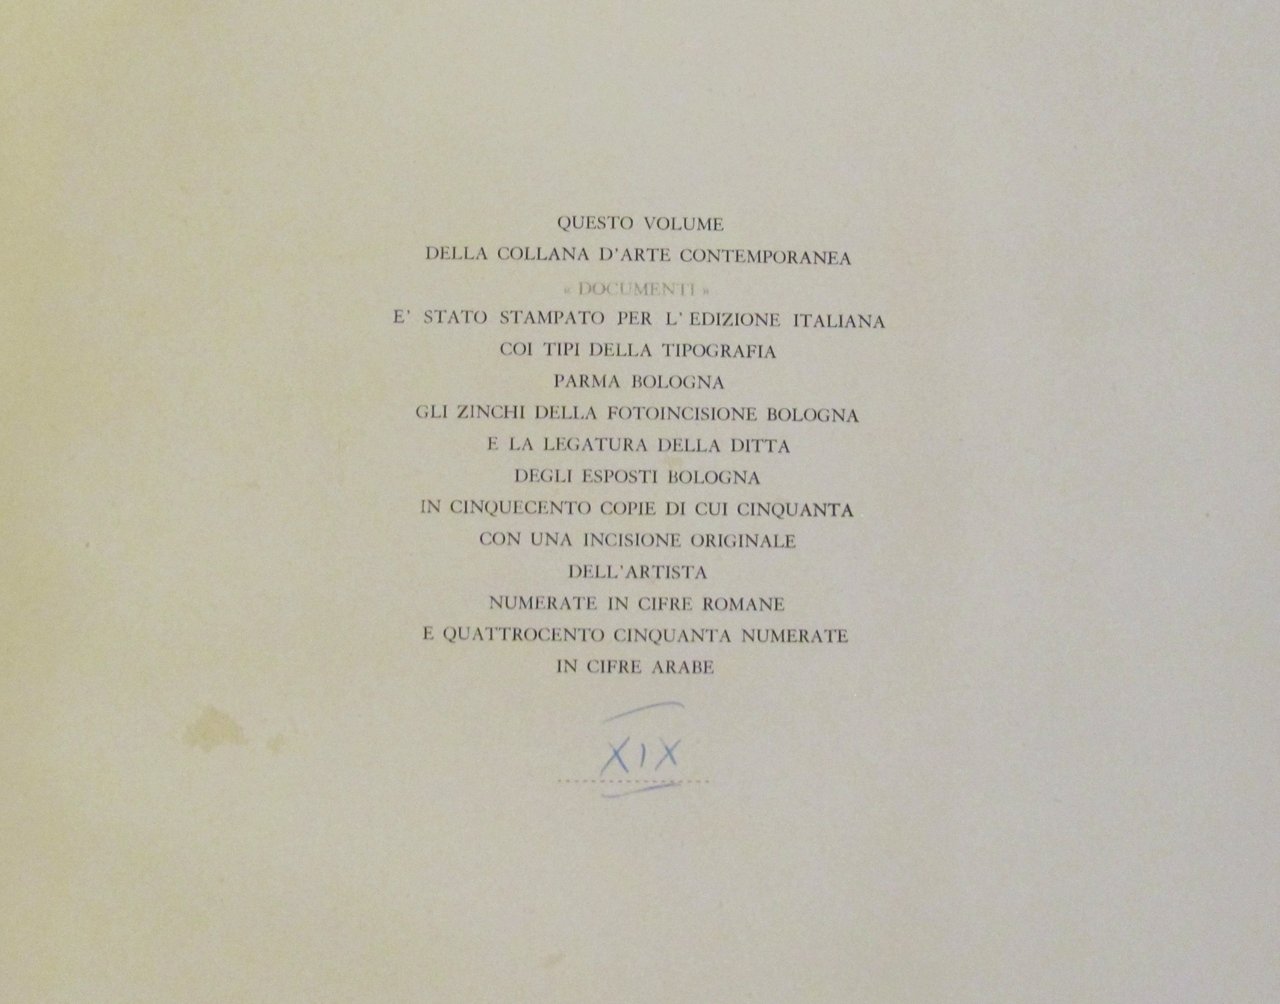 QUESTO VOLUME
DELLA COLLANA D'ARTE CONTEMPORANEA
« DOCUMENTI »
E' STATO STAMPATO PER L' EDIZIONE ITALIANA
COI TIPI DELLA TIPOGRAFIA
PARMA BOLOGNA
GLI ZINCHI DELLA FOTOINCISIONE BOLOGNA
E LA LEGATURA DELLA DITTA
DEGLI ESPOSTI BOLOGNA
IN CINQUECENTO COPIE DI CUI CINQUANTA
CON UNA INCISIONE ORIGINALE
DELL'ARTISTA
NUMERATE IN CIFRE ROMANE
E QUATTROCENTO CINQUANTA NUMERATE
IN CIFRE ARABE
XIX